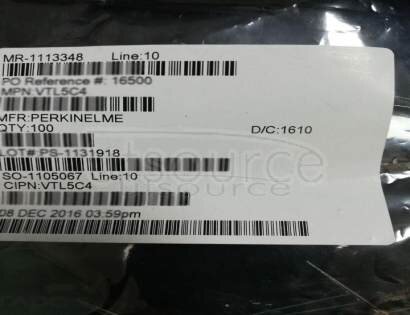 MR-1113348 Line:10
PO Reference #: 16500
MPN:VTL5C4
MFR:PERKINELME
QTY:100 D/C:1610
LOT# PS-1131918
SO-1105067 Line:10
CIPN:VTL5C4
08 DEC 2016 03:59pm